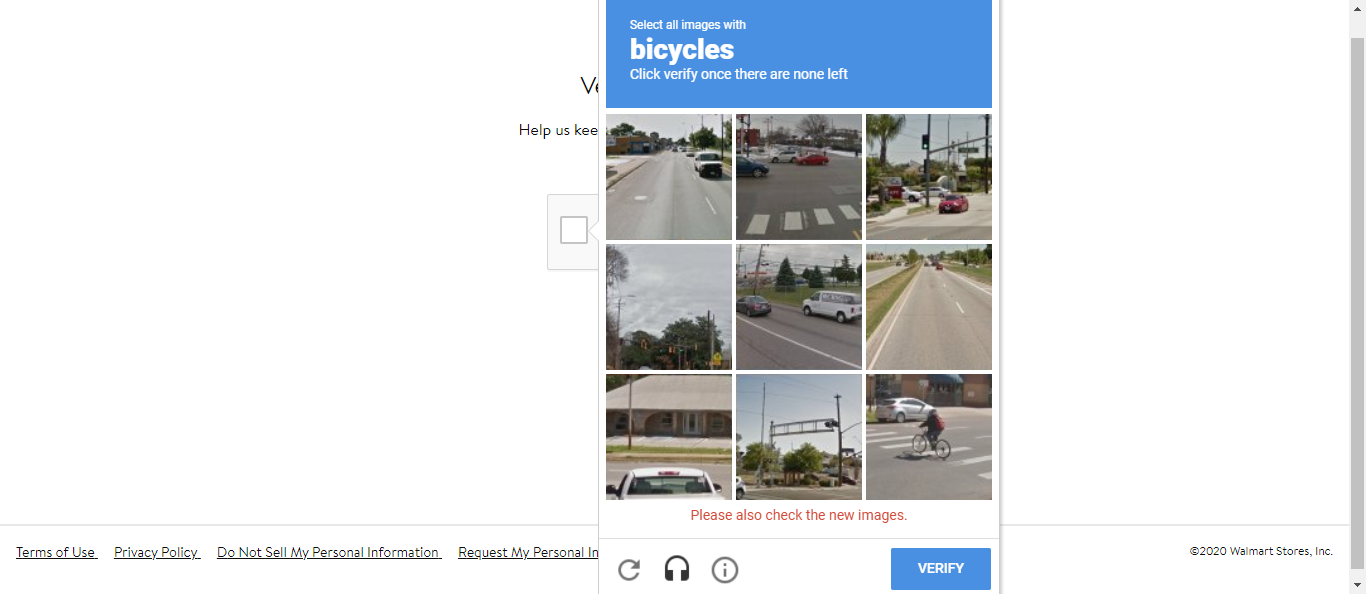 Select all images with
bicycles
Click verify once there are none left
Help us kee
Please also check the new images.
VERIFY
Terms of Use
Privacy Policy
Do Not Sell My Personal Information
Request My Personal In
©2020 Walmart Stores, Inc.